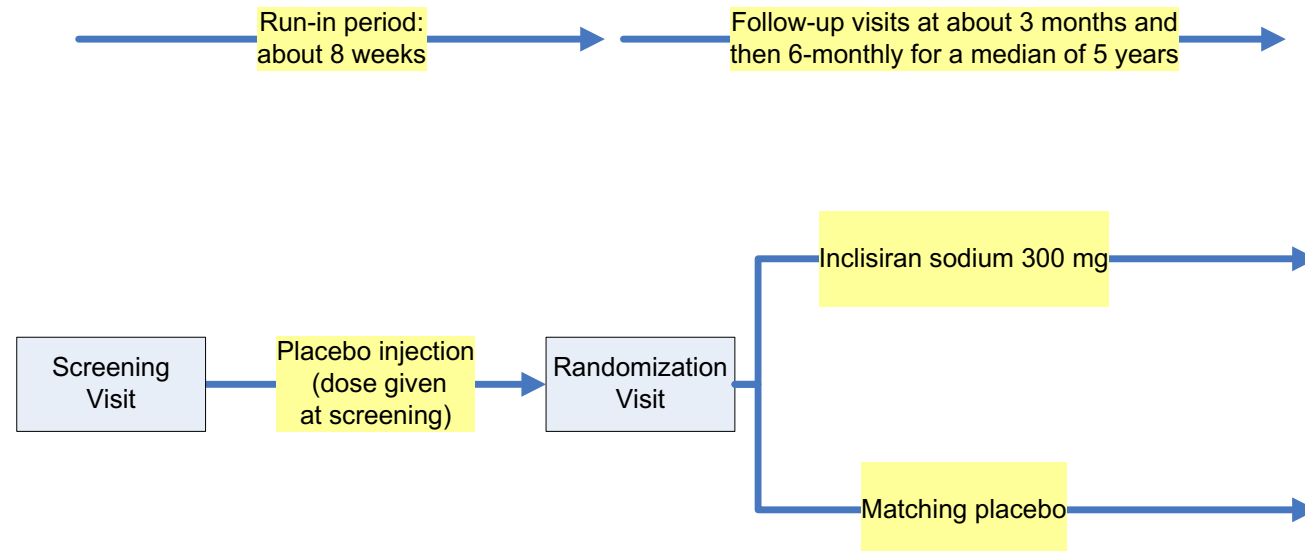 Run-in period:
about 8 weeks
Follow-up visits at about 3 months and
then 6-monthly for a median of 5 years
Inclisiran sodium 300 mg
Screening
Visit
Placebo injection
(dose given
at screening)
Randomization
Visit
Matching placebo